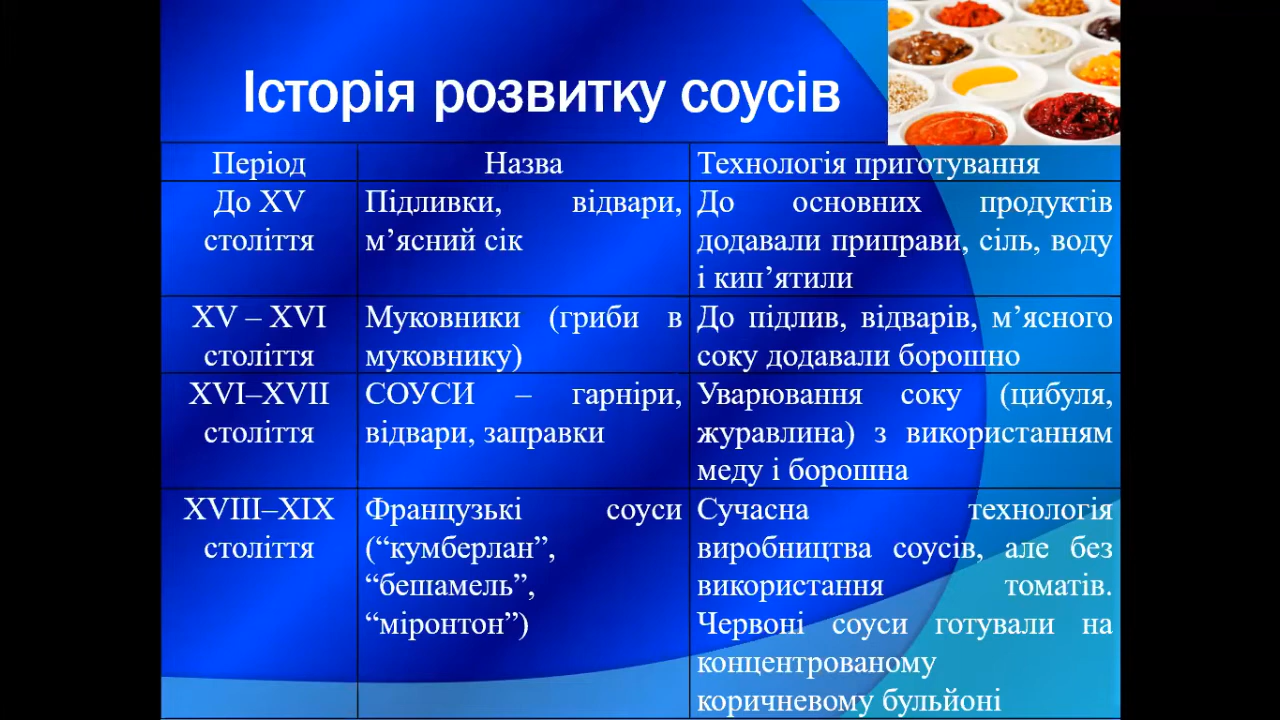 Історія розвитку соусів
Період
Назва
Технологія приготування
До XV
століття
Підливки, відвари,
м’ясний сік
До основних продуктів
додавали приправи, сіль, воду
і кип’ятили
XV – XVI
століття
Муковники (гриби в
муковнику)
До підлив, відварів, м’ясного
соку додавали борошно
XVI–XVII
століття
СОУСИ – гарніри,
відвари, заправки
Уварювання соку (цибуля,
журавлина) з використанням
меду і борошна
XVIII–XIX
століття
Французькі соуси
(“кумберлан”,
“бешамель”,
“міронтон”)
Сучасна технологія
виробництва соусів, але без
використання томатів.
Червоні соуси готували на
концентрованому
коричневому бульйоні